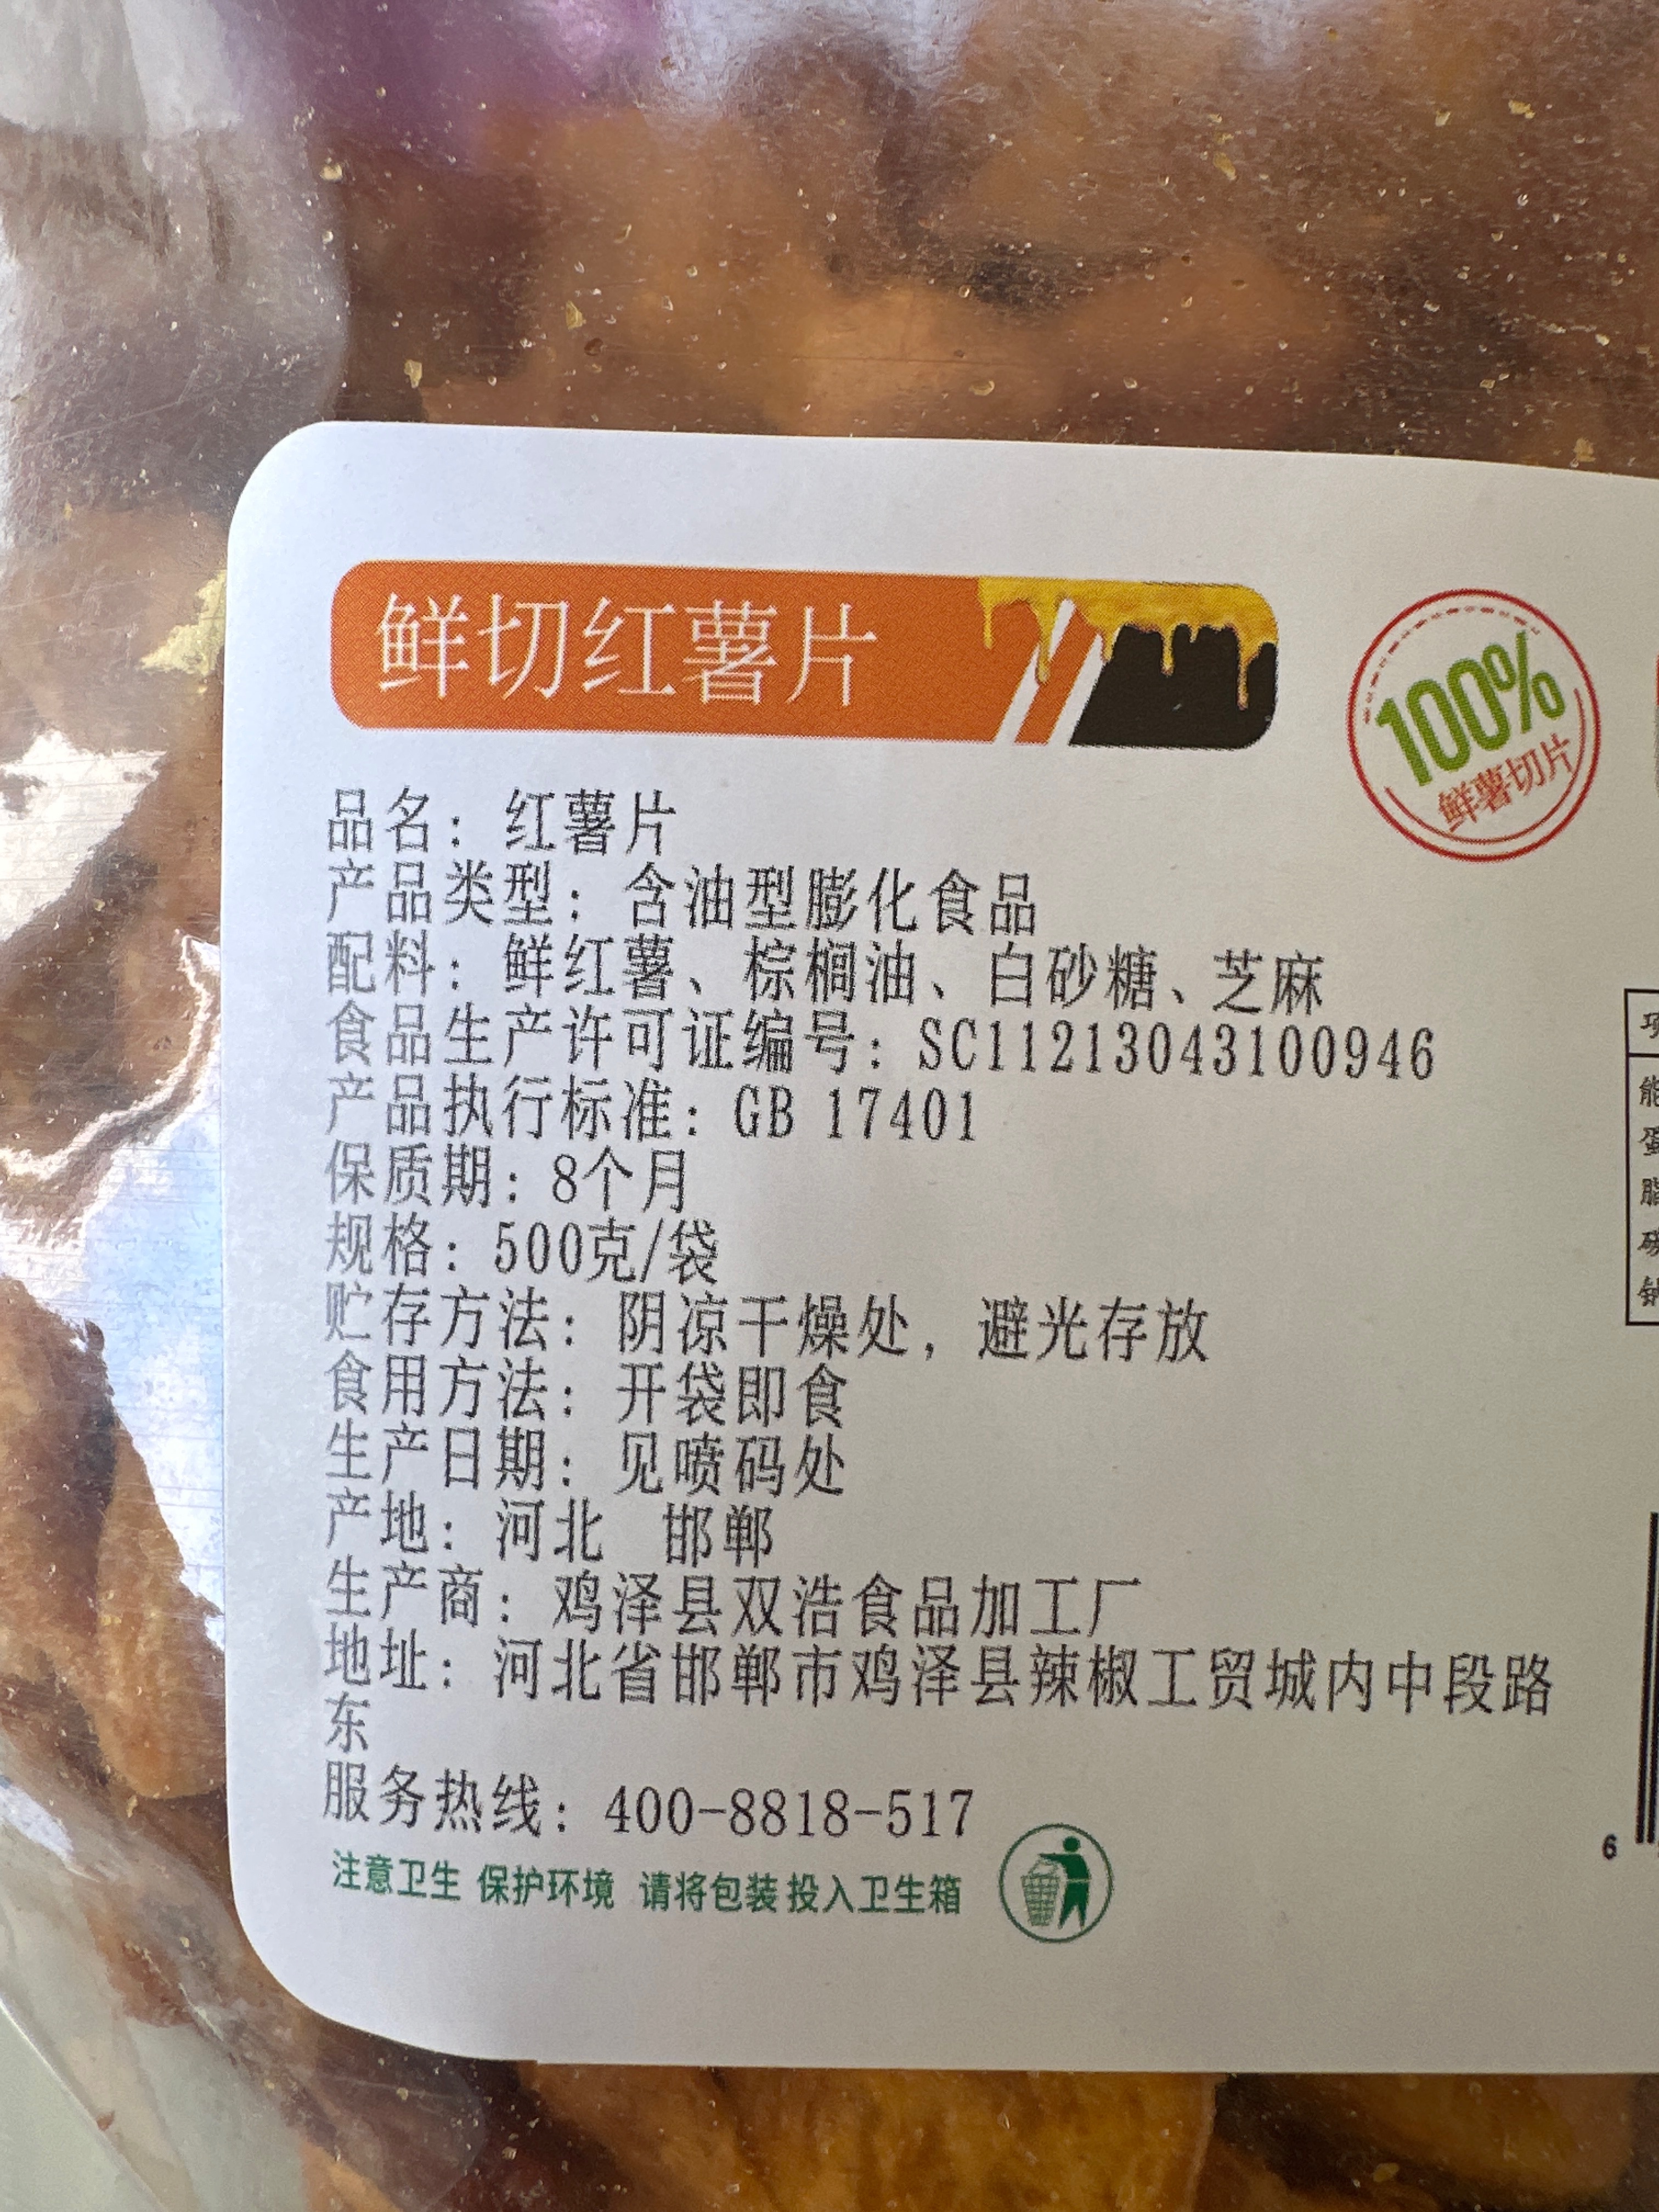 鲜切红薯片
100%
鲜薯切片
品名：红薯片
产品类型：含油型膨化食品
配料：鲜红薯、棕榈油、白砂糖、芝麻
食品生产许可证编号：SC11213043100946
产品执行标准：GB 17401
保质期：8个月
规格：500克/袋
贮存方法：阴凉干燥处，避光存放
食用方法：开袋即食
生产日期：见喷码处
产地：河北 邯郸
生产商：鸡泽县双浩食品加工厂
地址：河北省邯郸市鸡泽县辣椒工贸城内中段路
东
服务热线：400-8818-517
注意卫生 保护环境 请将包装投入卫生箱
6